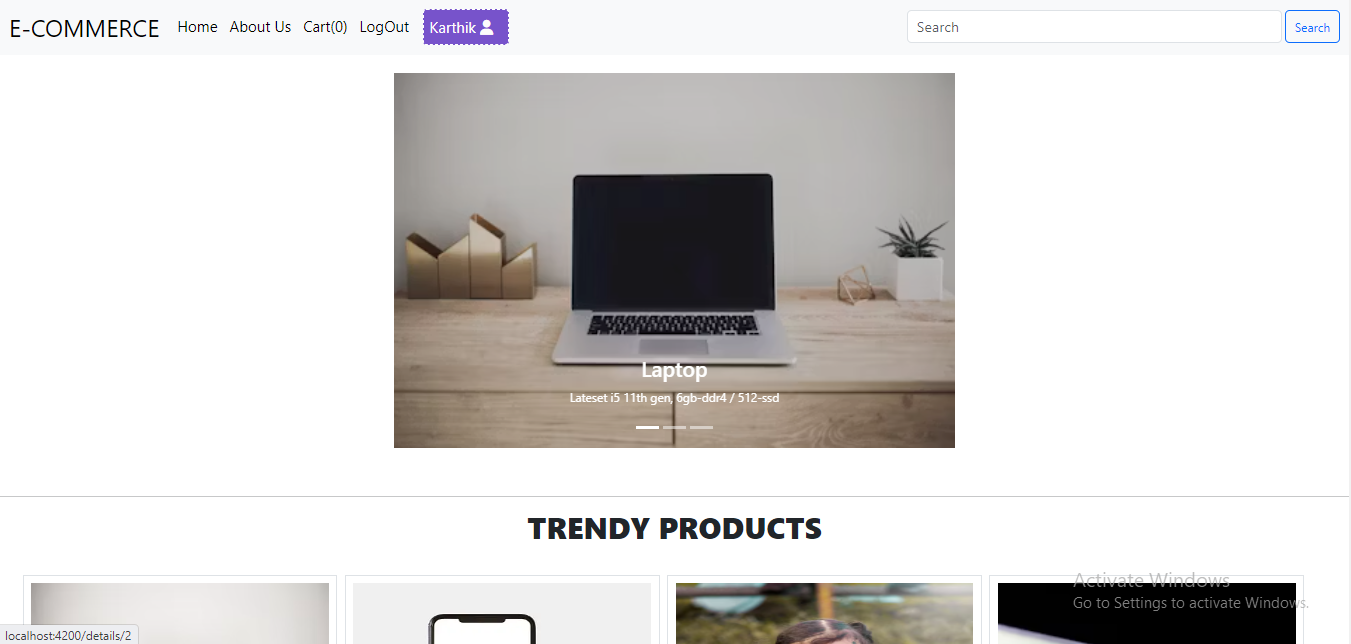 E-COMMERCE Home About Us Cart(0) LogOut Karthik Search Search
Laptop
Lateset i5 11th gen, 6gb-ddr4 / 512-ssd
TRENDY PRODUCTS
Activate Windows
Go to Settings to activate Windows.
localhost:4200/details/2